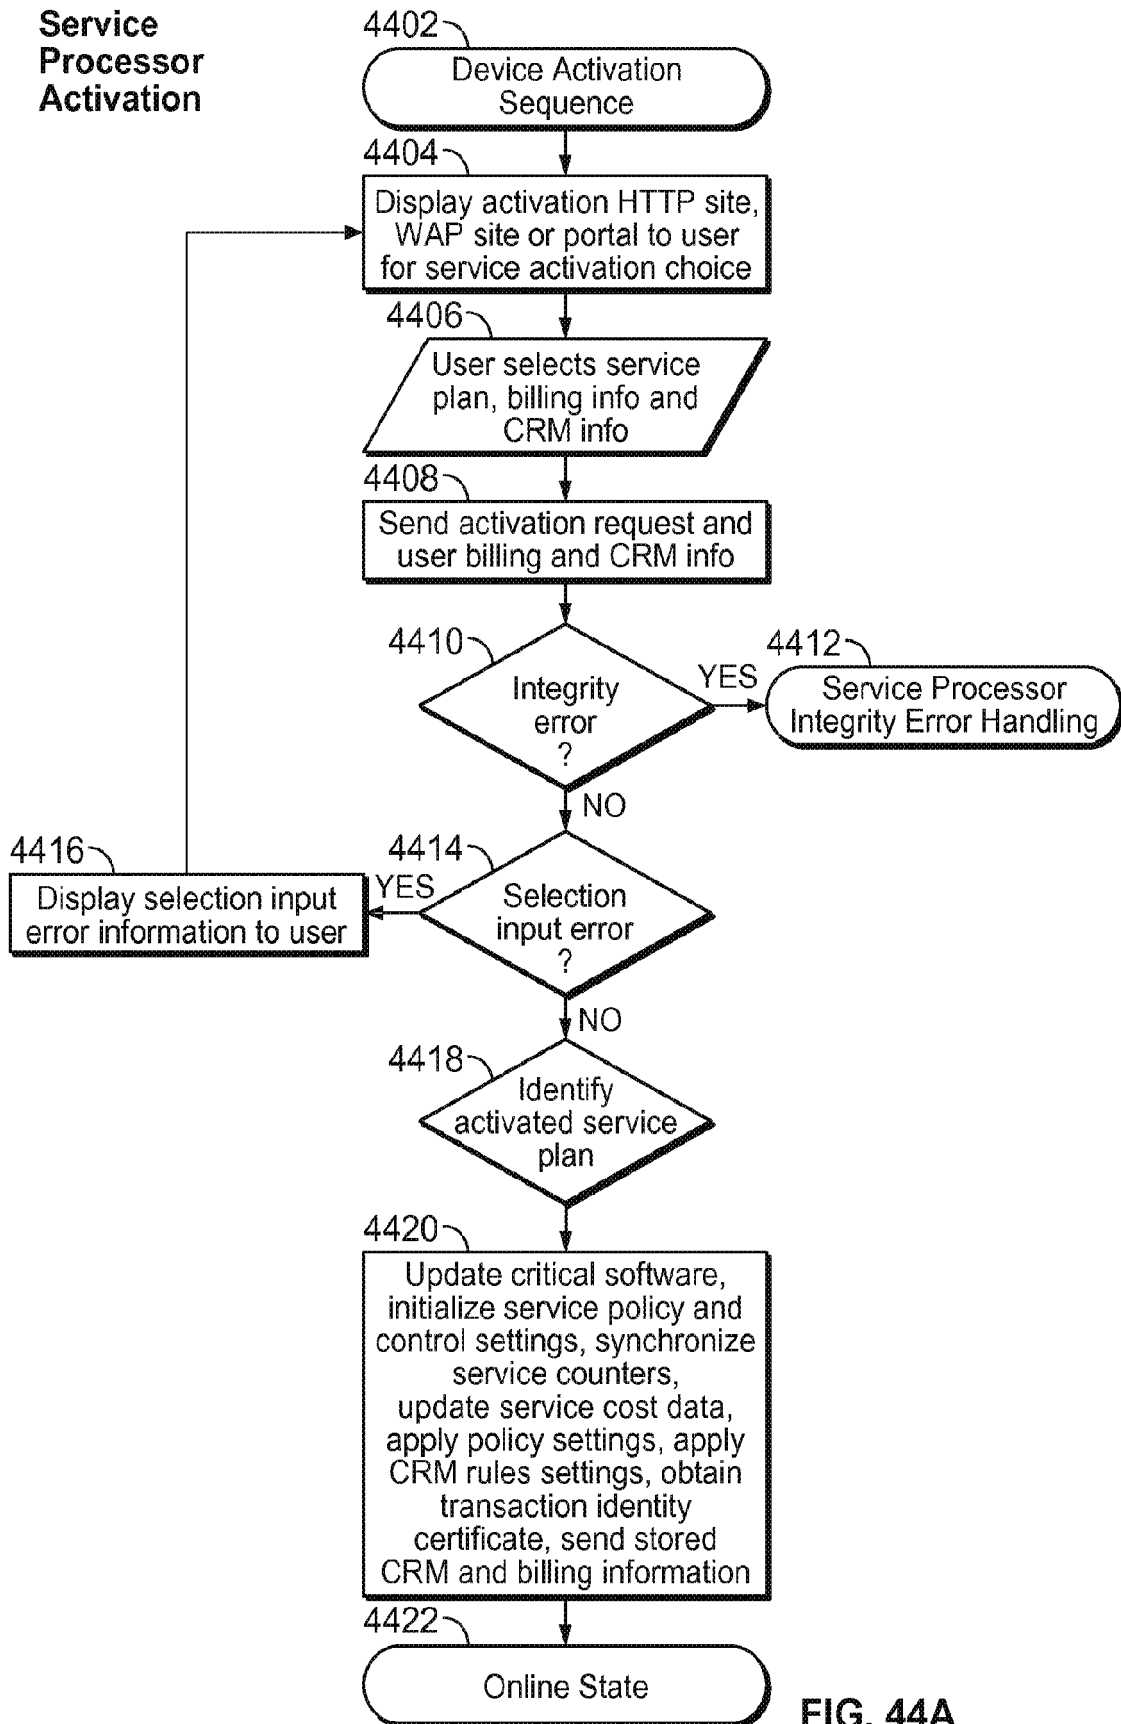 Service
Processor
Activation
4402
Device Activation
Sequence
4404
Display activation HTTP site,
WAP site or portal to user
for service activation choice
4406
User selects service
plan, billing info and
CRM info
4408
Send activation request and
user billing and CRM info
4410
Integrity
error
?
YES
4412
Service Processor
Integrity Error Handling
NO
4414
Selection
input error
?
YES
4416
Display selection input
error information to user
NO
4418
Identify
activated service
plan
4420
Update critical software,
initialize service policy and
control settings, synchronize
service counters,
update service cost data,
apply policy settings, apply
CRM rules settings, obtain
transaction identity
certificate, send stored
CRM and billing information
4422
Online State
FIG. 44A